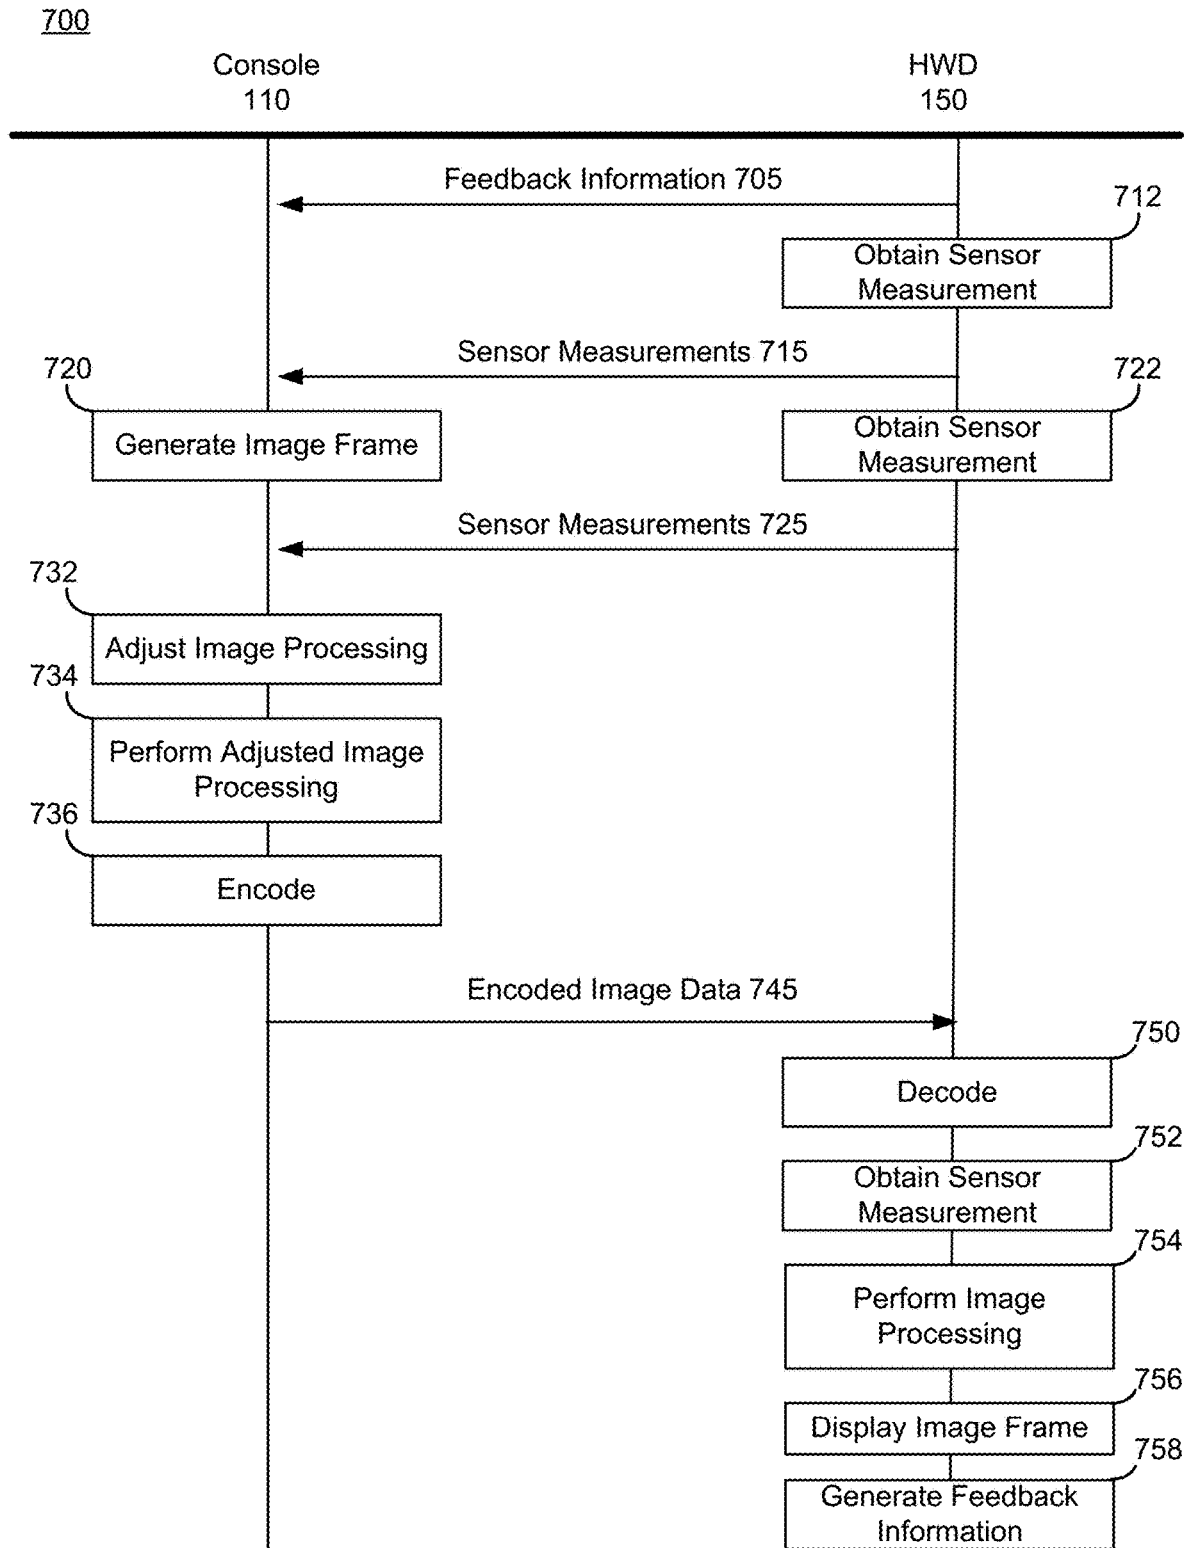 700
Console
110
HWD
150
Feedback Information 705
712
Obtain Sensor
Measurement
Sensor Measurements 715
720
722
Generate Image Frame
Obtain Sensor
Measurement
Sensor Measurements 725
732
Adjust Image Processing
734
Perform Adjusted Image
Processing
736
Encode
Encoded Image Data 745
750
Decode
752
Obtain Sensor
Measurement
754
Perform Image
Processing
756
Display Image Frame
758
Generate Feedback
Information